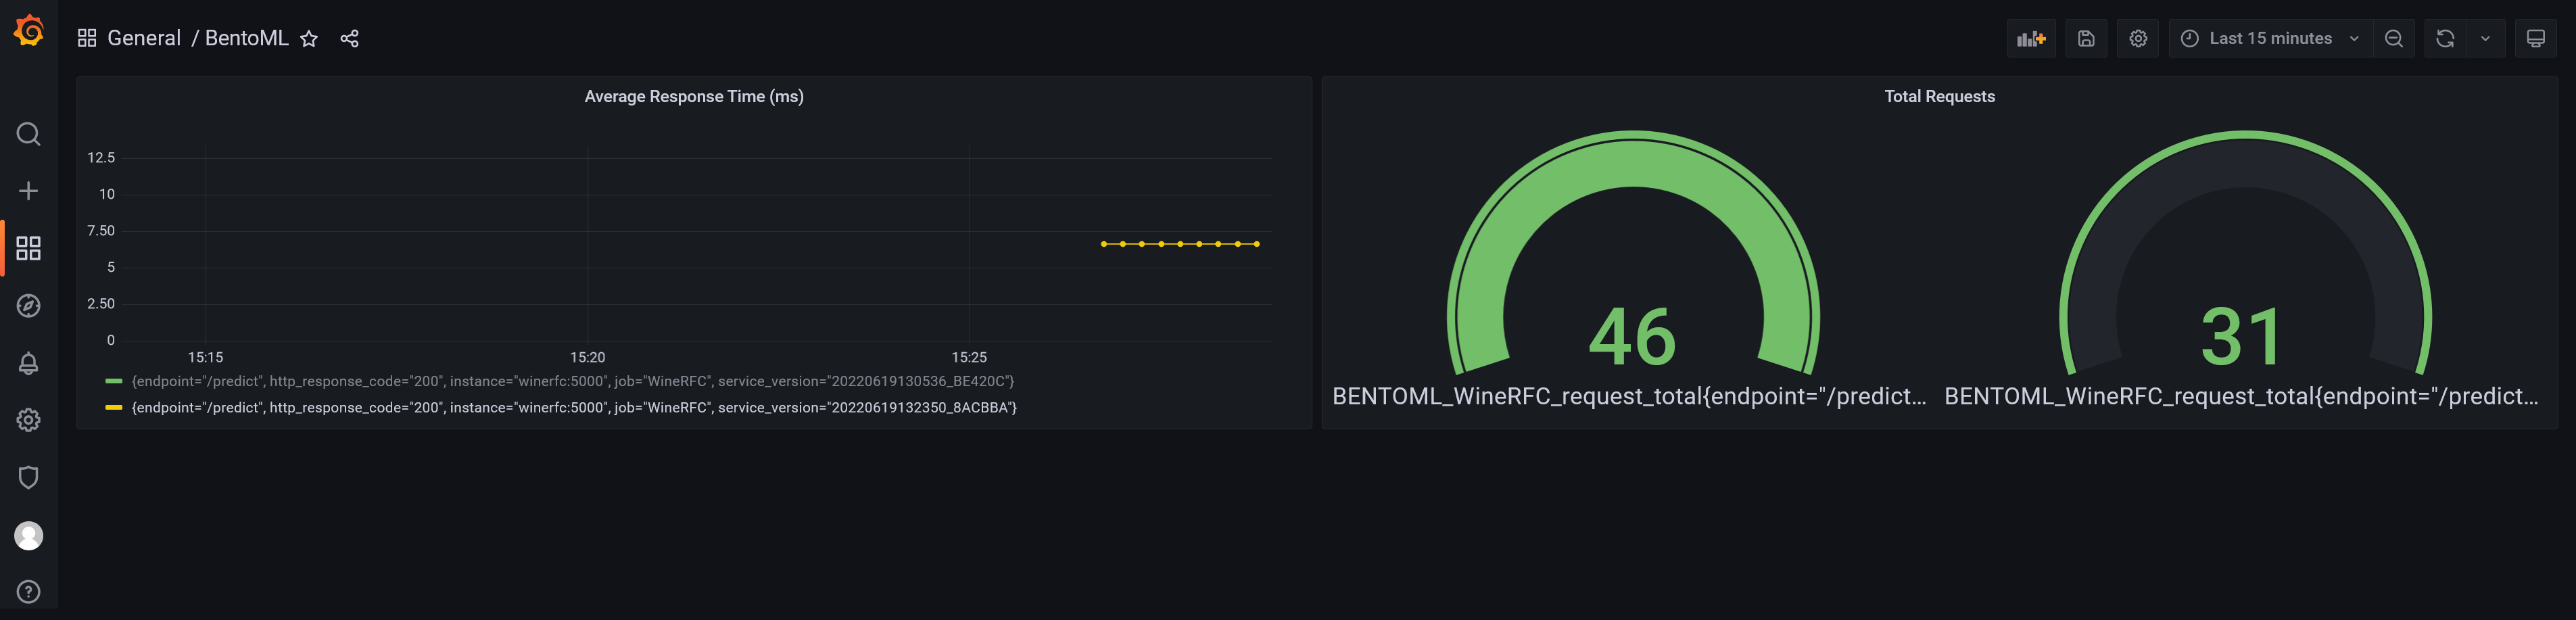 General / BentoML
Last 15 minutes
Average Response Time (ms)
12.5
10
7.50
5
2.50
0
15:15
15:20
15:25
{endpoint="/predict", http_response_code="200", instance="winerfc:5000", job="WineRFC", service_version="20220619130536_BE420C"}
{endpoint="/predict", http_response_code="200", instance="winerfc:5000", job="WineRFC", service_version="20220619132350_8ACBBA"}
Total Requests
46
31
BENTOML_WineRFC_request_total{endpoint="/predict...
BENTOML_WineRFC_request_total{endpoint="/predict...